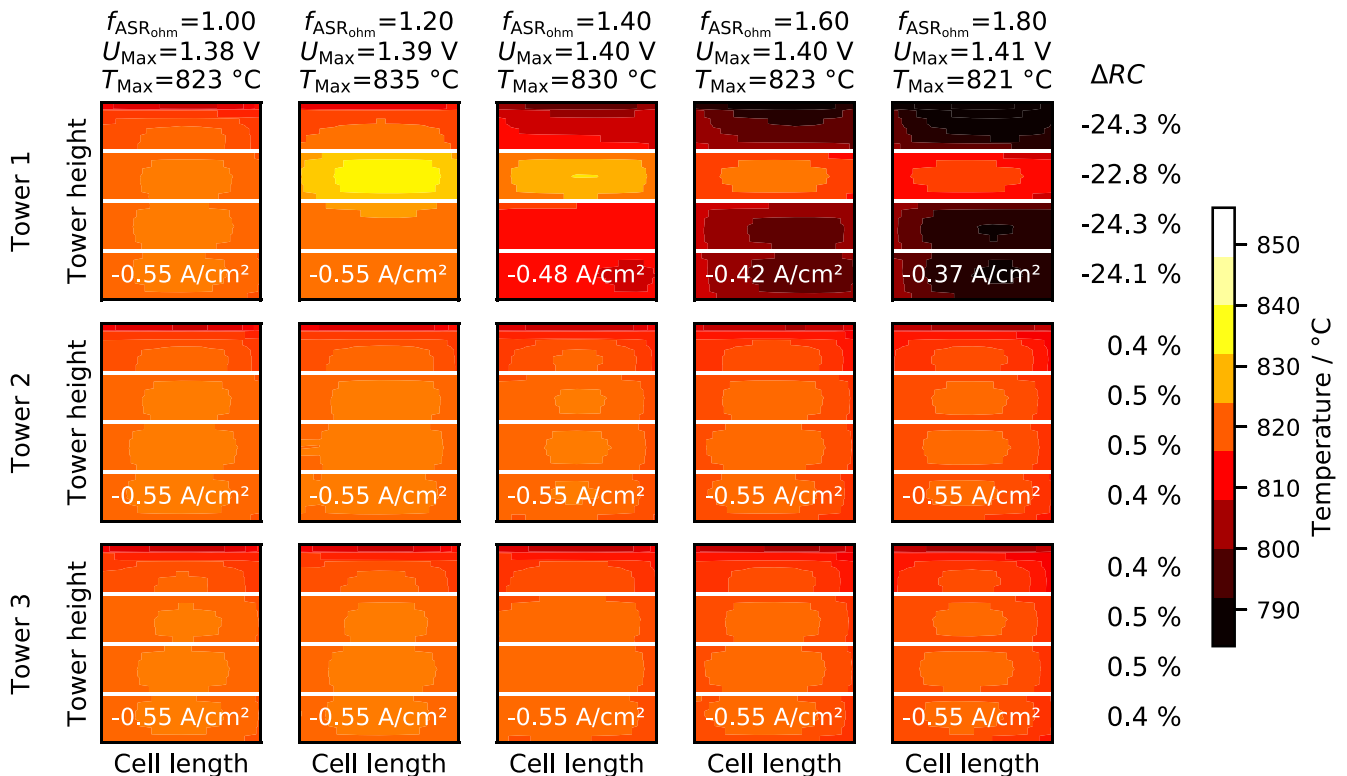 f_ASR_ohm=1.00 f_ASR_ohm=1.20 f_ASR_ohm=1.40 f_ASR_ohm=1.60 f_ASR_ohm=1.80
U_Max=1.38 V U_Max=1.39 V U_Max=1.40 V U_Max=1.40 V U_Max=1.41 V
T_Max=823 °C T_Max=835 °C T_Max=830 °C T_Max=823 °C T_Max=821 °C
ΔRC
Tower 1
Tower height
-0.55 A/cm² -0.55 A/cm² -0.48 A/cm² -0.42 A/cm² -0.37 A/cm²
-24.3 %
-22.8 %
-24.3 %
-24.1 %
Tower 2
Tower height
-0.55 A/cm² -0.55 A/cm² -0.55 A/cm² -0.55 A/cm² -0.55 A/cm²
0.4 %
0.5 %
0.5 %
0.4 %
Tower 3
Tower height
-0.55 A/cm² -0.55 A/cm² -0.55 A/cm² -0.55 A/cm² -0.55 A/cm²
0.4 %
0.5 %
0.5 %
0.4 %
Cell length Cell length Cell length Cell length Cell length
850
840
830
820
810
800
790
Temperature / °C